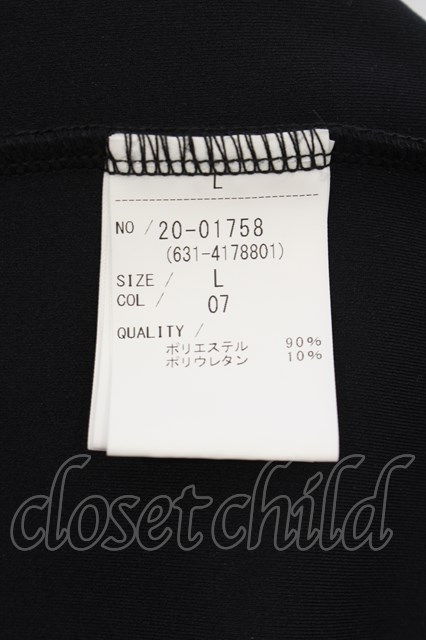 L
NO / 20-01758
(631-4178801)
SIZE / L
COL / 07
QUALITY /
ポリエステル 90%
ポリウレタン 10%
closetchild